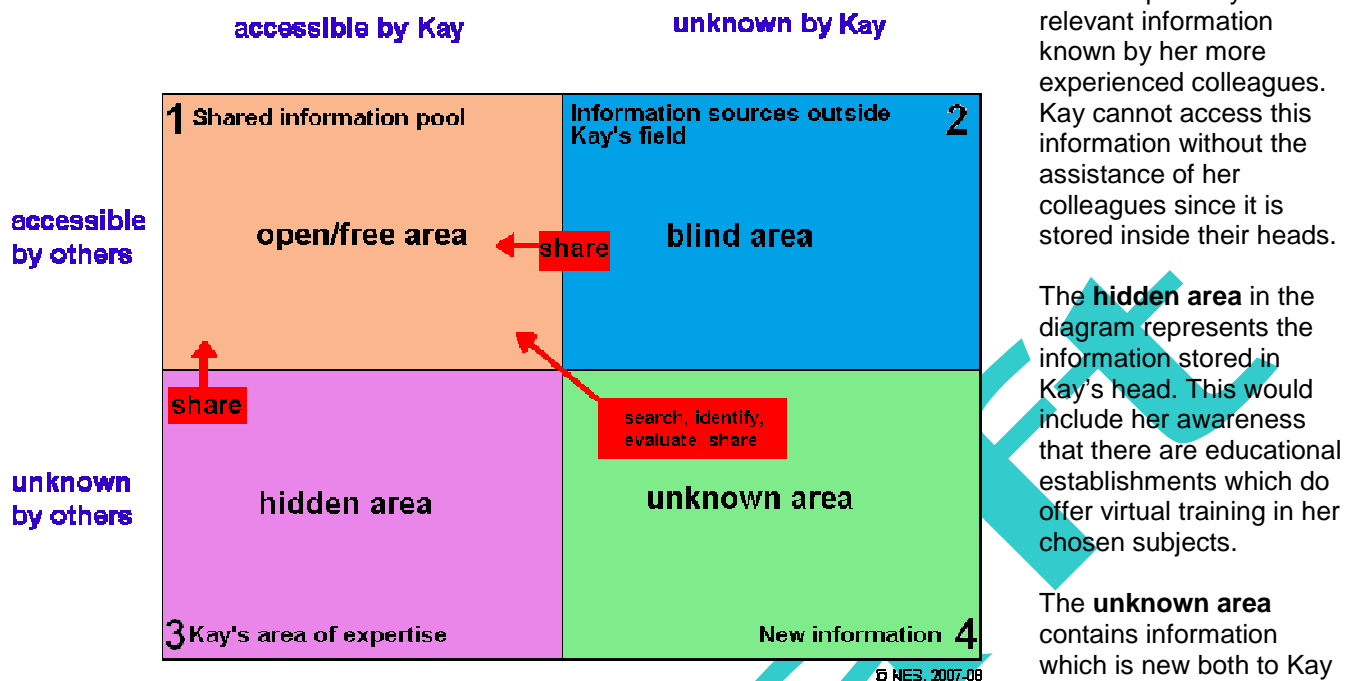 accessible by Kay
unknown by Kay
1 Shared information pool
Information sources outside
Kay's field
2
accessible
by others
open/free area
share
blind area
share
search, identify,
evaluate, share
unknown
by others
hidden area
unknown area
3 Kay's area of expertise
New information 4
© NES, 2007-08
relevant information
known by her more
experienced colleagues.
Kay cannot access this
information without the
assistance of her
colleagues since it is
stored inside their heads.
The hidden area in the
diagram represents the
information stored in
Kay's head. This would
include her awareness
that there are educational
establishments which do
offer virtual training in her
chosen subjects.
The unknown area
contains information
which is new both to Kay